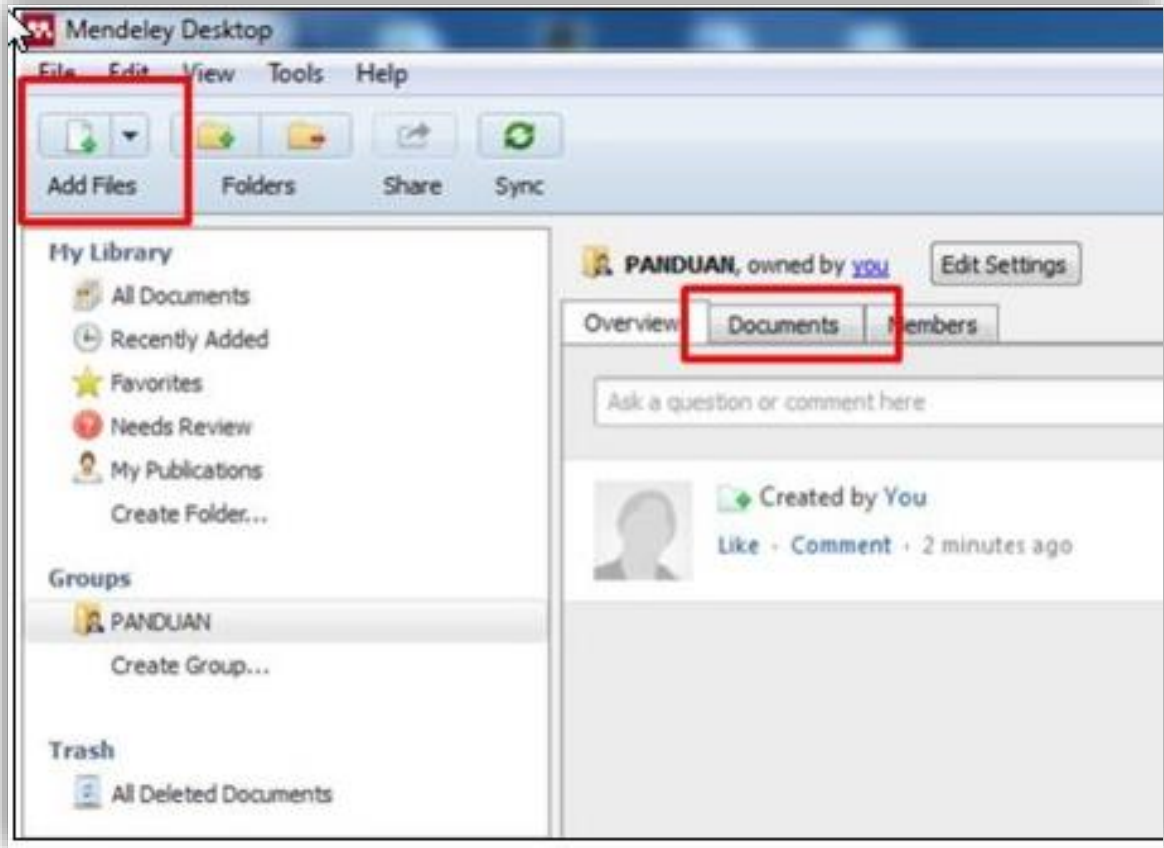 Mendeley Desktop
File Edit View Tools Help
Add Files Folders Share Sync
My Library
All Documents
Recently Added
Favorites
Needs Review
My Publications
Create Folder...
Groups
PANDUAN
Create Group...
Trash
All Deleted Documents
PANDUAN, owned by you Edit Settings
Overview Documents Members
Ask a question or comment here
Created by You
Like · Comment · 2 minutes ago